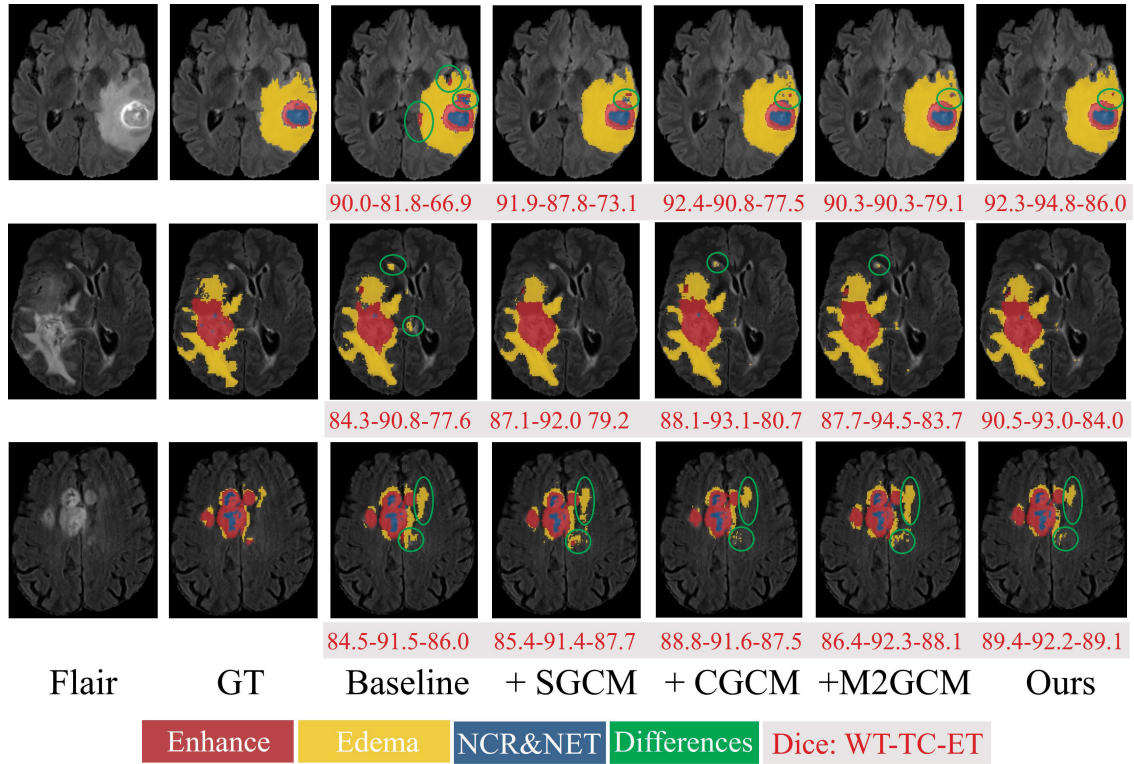 90.0-81.8-66.9 91.9-87.8-73.1 92.4-90.8-77.5 90.3-90.3-79.1 92.3-94.8-86.0
84.3-90.8-77.6 87.1-92.0 79.2 88.1-93.1-80.7 87.7-94.5-83.7 90.5-93.0-84.0
84.5-91.5-86.0 85.4-91.4-87.7 88.8-91.6-87.5 86.4-92.3-88.1 89.4-92.2-89.1
Flair GT Baseline + SGCM + CGCM +M2GCM Ours
Enhance Edema NCR&NET Differences Dice: WT-TC-ET